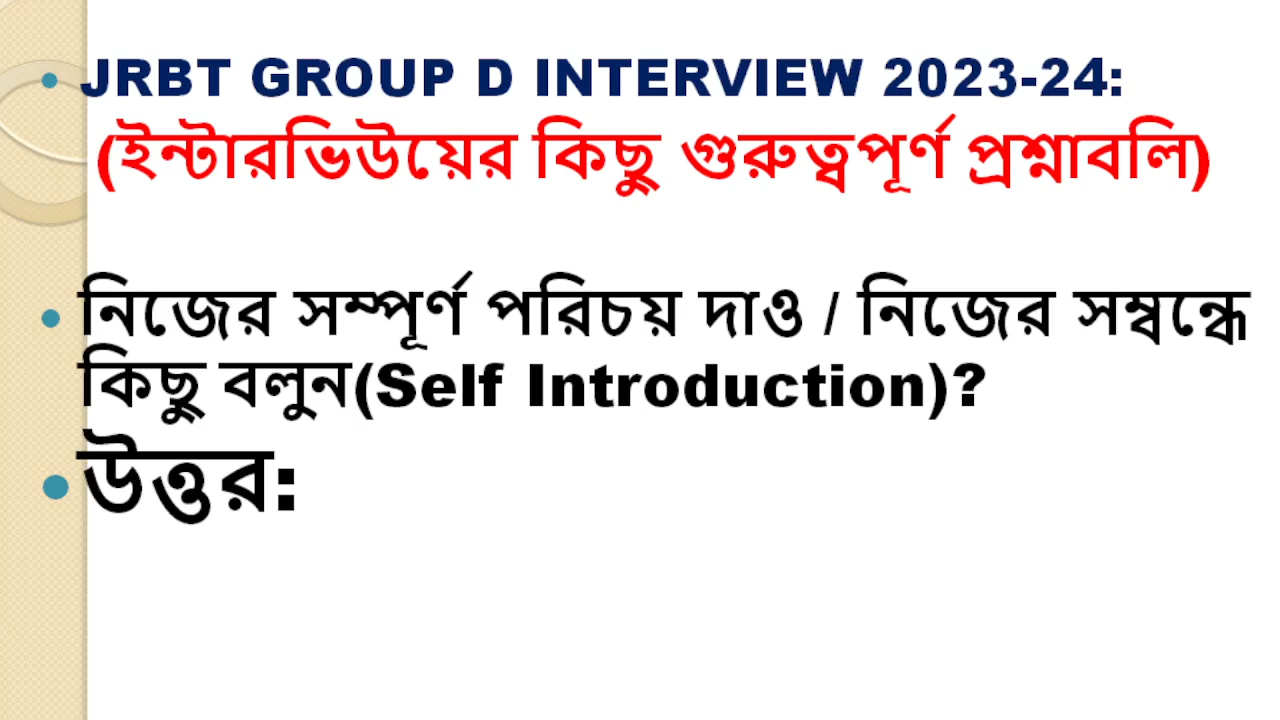 JRBT GROUP D INTERVIEW 2023-24:
(ইন্টারভিউয়ের কিছু গুরুত্বপূর্ণ প্রশ্নাবলি)
নিজের সম্পূর্ণ পরিচয় দাও / নিজের সম্বন্ধে
কিছু বলুন(Self Introduction)?
উত্তর: